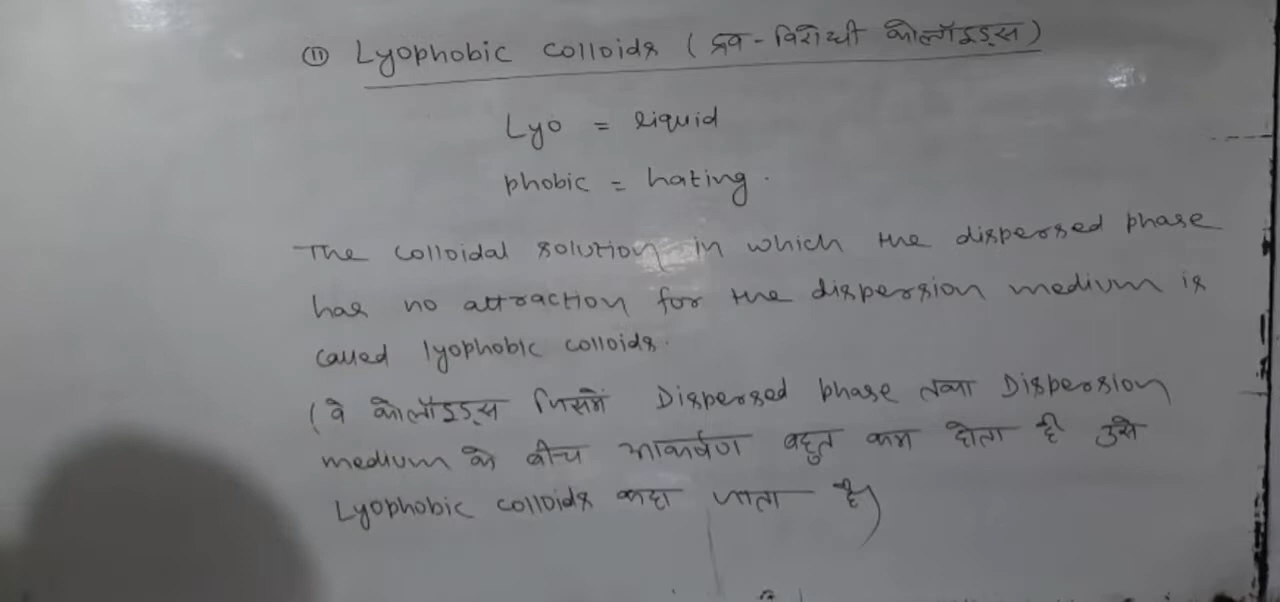 (ii) Lyophobic colloids (द्रव-विरोधी कोलॉइड्स)
Lyo = liquid
phobic = hating.
The colloidal solution in which the dispersed phase
has no attraction for the dispersion medium is
called lyophobic colloids.
(वे कोलॉइड्स जिसमें Dispersed phase तथा Dispersion
medium के बीच आकर्षण बहुत कम होता है उसे
Lyophobic colloids कहा जाता है)